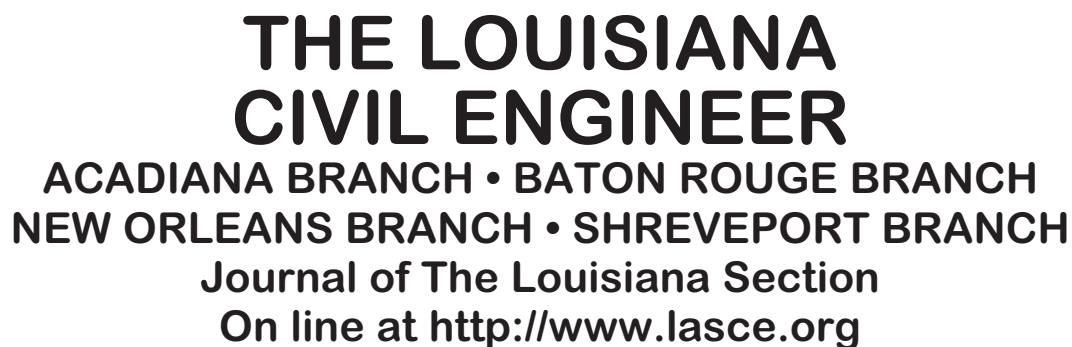 THE LOUISIANA
CIVIL ENGINEER
ACADIANA BRANCH • BATON ROUGE BRANCH
NEW ORLEANS BRANCH • SHREVEPORT BRANCH
Journal of The Louisiana Section
On line at http://www.lasce.org